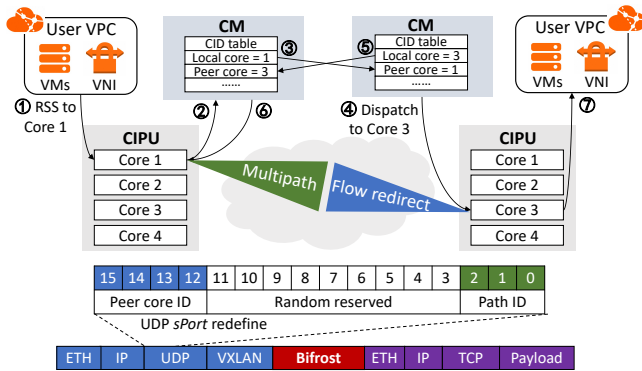 User VPC
VMs
VNI
CM
CID table
Local core = 1
Peer core = 3
......
③
⑤
CM
CID table
Local core = 3
Peer core = 1
......
User VPC
VMs
VNI
① RSS to
Core 1
②
⑥
④ Dispatch
to Core 3
⑦
CIPU
Core 1
Core 2
Core 3
Core 4
Multipath
Flow redirect
CIPU
Core 1
Core 2
Core 3
Core 4
15 14 13 12 11 10 9 8 7 6 5 4 3 2 1 0
Peer core ID Random reserved Path ID
UDP sPort redefine
ETH IP UDP VXLAN Bifrost ETH IP TCP Payload